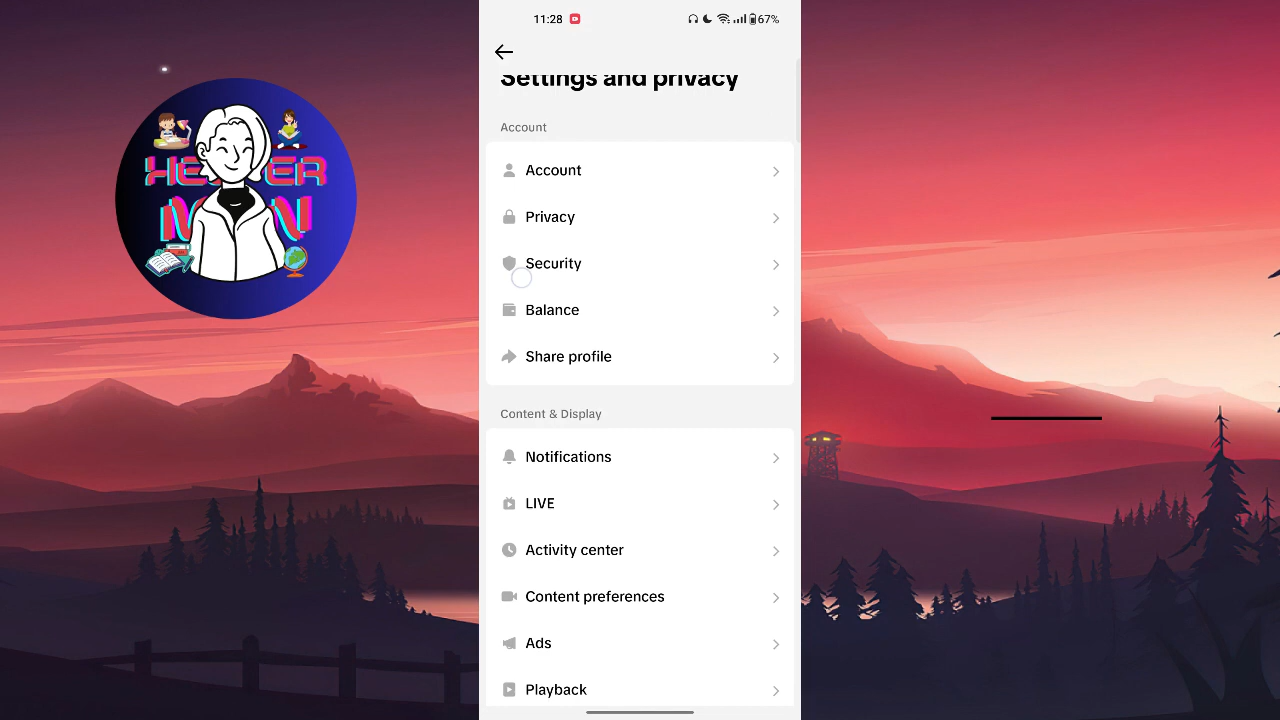 11:28
67%
Settings and privacy
Account
Account
Privacy
Security
Balance
Share profile
Content & Display
Notifications
LIVE
Activity center
Content preferences
Ads
Playback